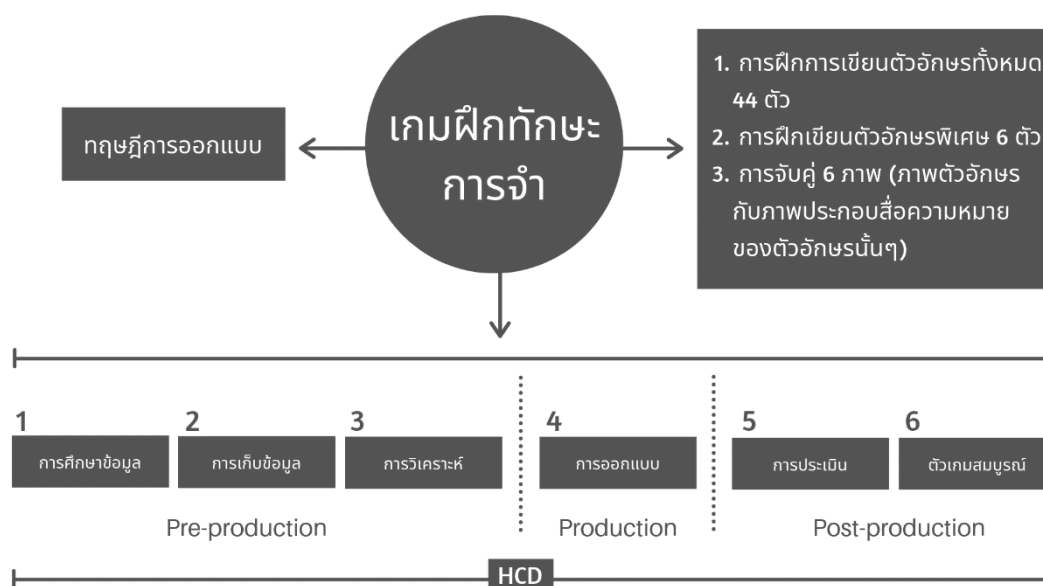 เกมฝึกทักษะ
การจำ
ทฤษฎีการออกแบบ
1. การฝึกการเขียนตัวอักษรทั้งหมด
44 ตัว
2. การฝึกเขียนตัวอักษรพิเศษ 6 ตัว
3. การจับคู่ 6 ภาพ (ภาพตัวอักษร
กับภาพประกอบสื่อความหมาย
ของตัวอักษรนั้นๆ)
1
การศึกษาข้อมูล
2
การเก็บข้อมูล
3
การวิเคราะห์
4
การออกแบบ
5
การประเมิน
6
ตัวเกมสมบูรณ์
Pre-production
Production
Post-production
HCD